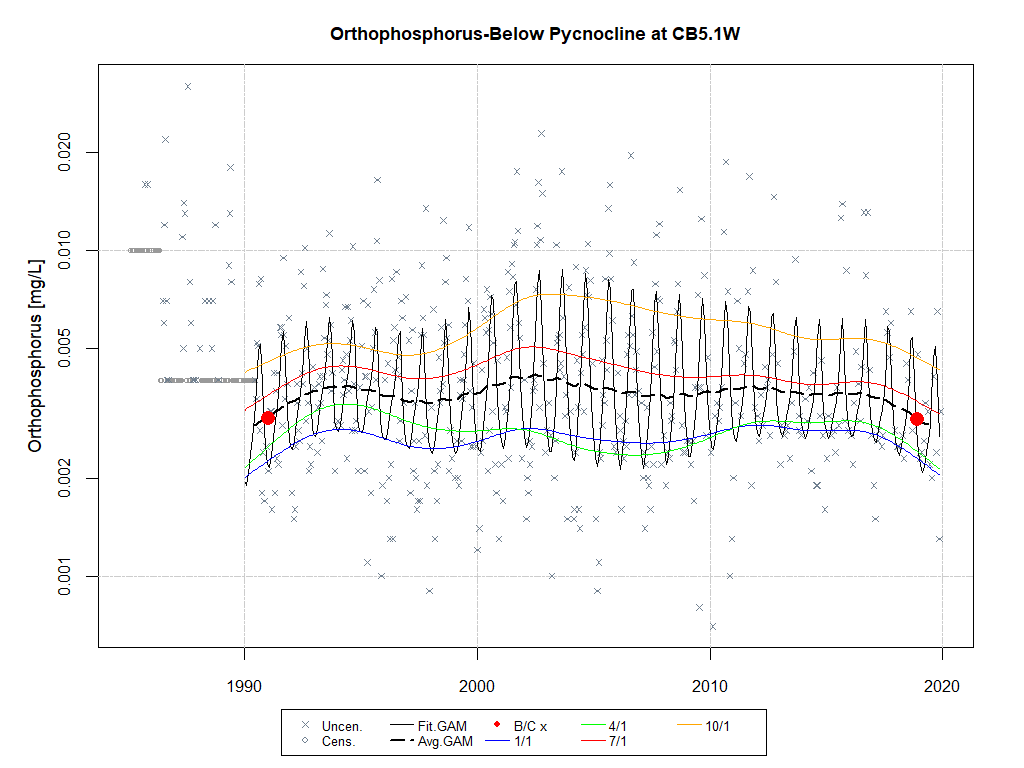 Orthophosphorus-Below Pycnocline at CB5.1W
Orthophosphorus [mg/L]
0.020
0.010
0.005
0.002
0.001
1990 2000 2010 2020
Uncen. Fit.GAM B/C x 4/1 10/1
Cens. Avg.GAM 1/1 7/1